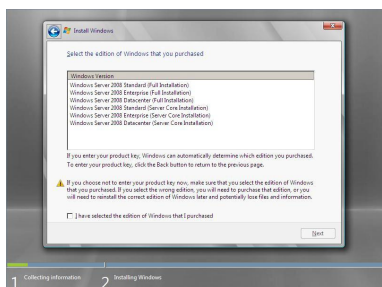 Install Windows
Select the edition of Windows that you purchased
Windows Version
Windows Server 2008 Standard (Full Installation)
Windows Server 2008 Enterprise (Full Installation)
Windows Server 2008 Datacenter (Full Installation)
Windows Server 2008 Standard (Server Core Installation)
Windows Server 2008 Enterprise (Server Core Installation)
Windows Server 2008 Datacenter (Server Core Installation)
If you enter your product key, Windows can automatically determine which edition you purchased.
To enter your product key, click the Back button to return to the previous page.
If you choose not to enter your product key now, make sure that you select the edition of Windows
that you purchased. If you select the wrong edition, you will need to purchase that edition, or you
will need to reinstall the correct edition of Windows later and potentially lose files and information.
I have selected the edition of Windows that I purchased
Next
1 Collecting information
2 Installing Windows